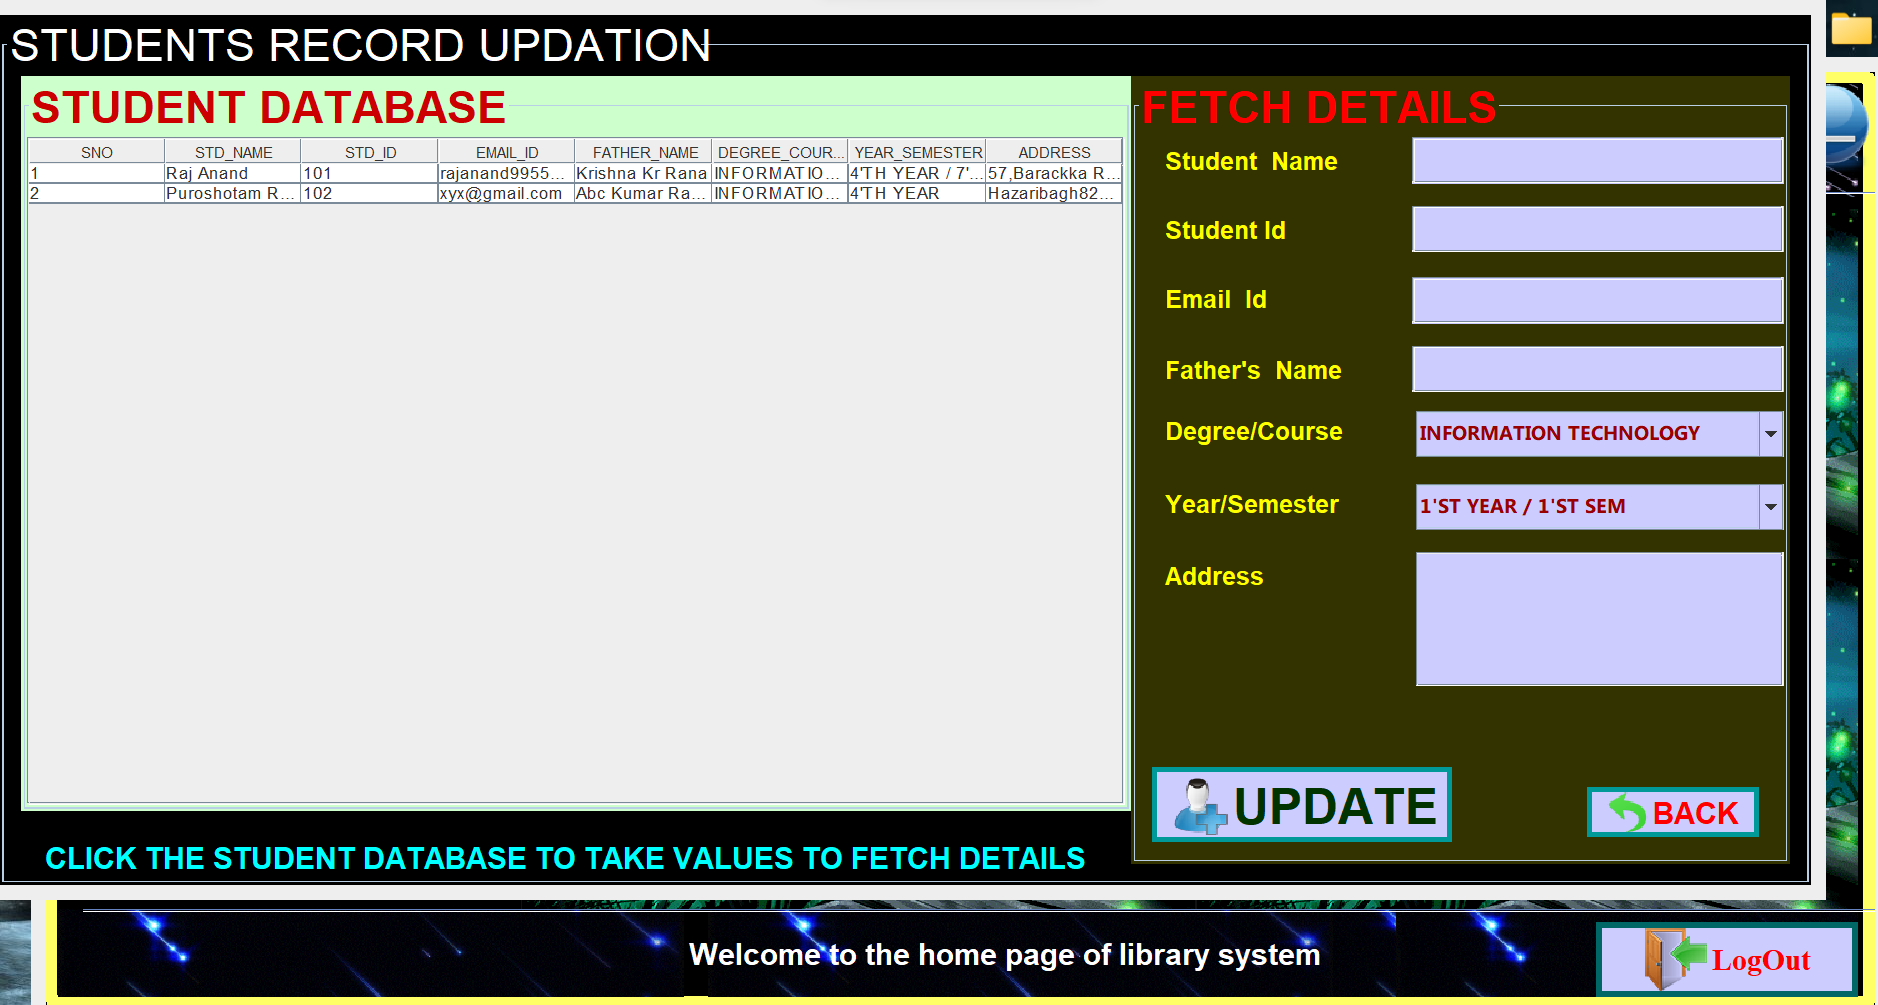 STUDENTS RECORD UPDATION
STUDENT DATABASE
SNO STD_NAME STD_ID EMAIL_ID FATHER_NAME DEGREE_COUR... YEAR_SEMESTER ADDRESS
1 Raj Anand 101 rajanand9955... Krishna Kr Rana INFORMATIO... 4'TH YEAR / 7'... 57,Barackka R...
2 Puroshotam R... 102 xyx@gmail.com Abc Kumar Ra... INFORMATIO... 4'TH YEAR Hazaribagh82...
CLICK THE STUDENT DATABASE TO TAKE VALUES TO FETCH DETAILS
FETCH DETAILS
Student Name
Student Id
Email Id
Father's Name
Degree/Course INFORMATION TECHNOLOGY
Year/Semester 1'ST YEAR / 1'ST SEM
Address
UPDATE
BACK
Welcome to the home page of library system
LogOut